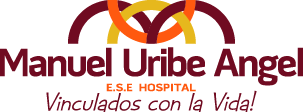 Manuel Uribe Angel
E.S.E HOSPITAL
Vinculados con la Vida!